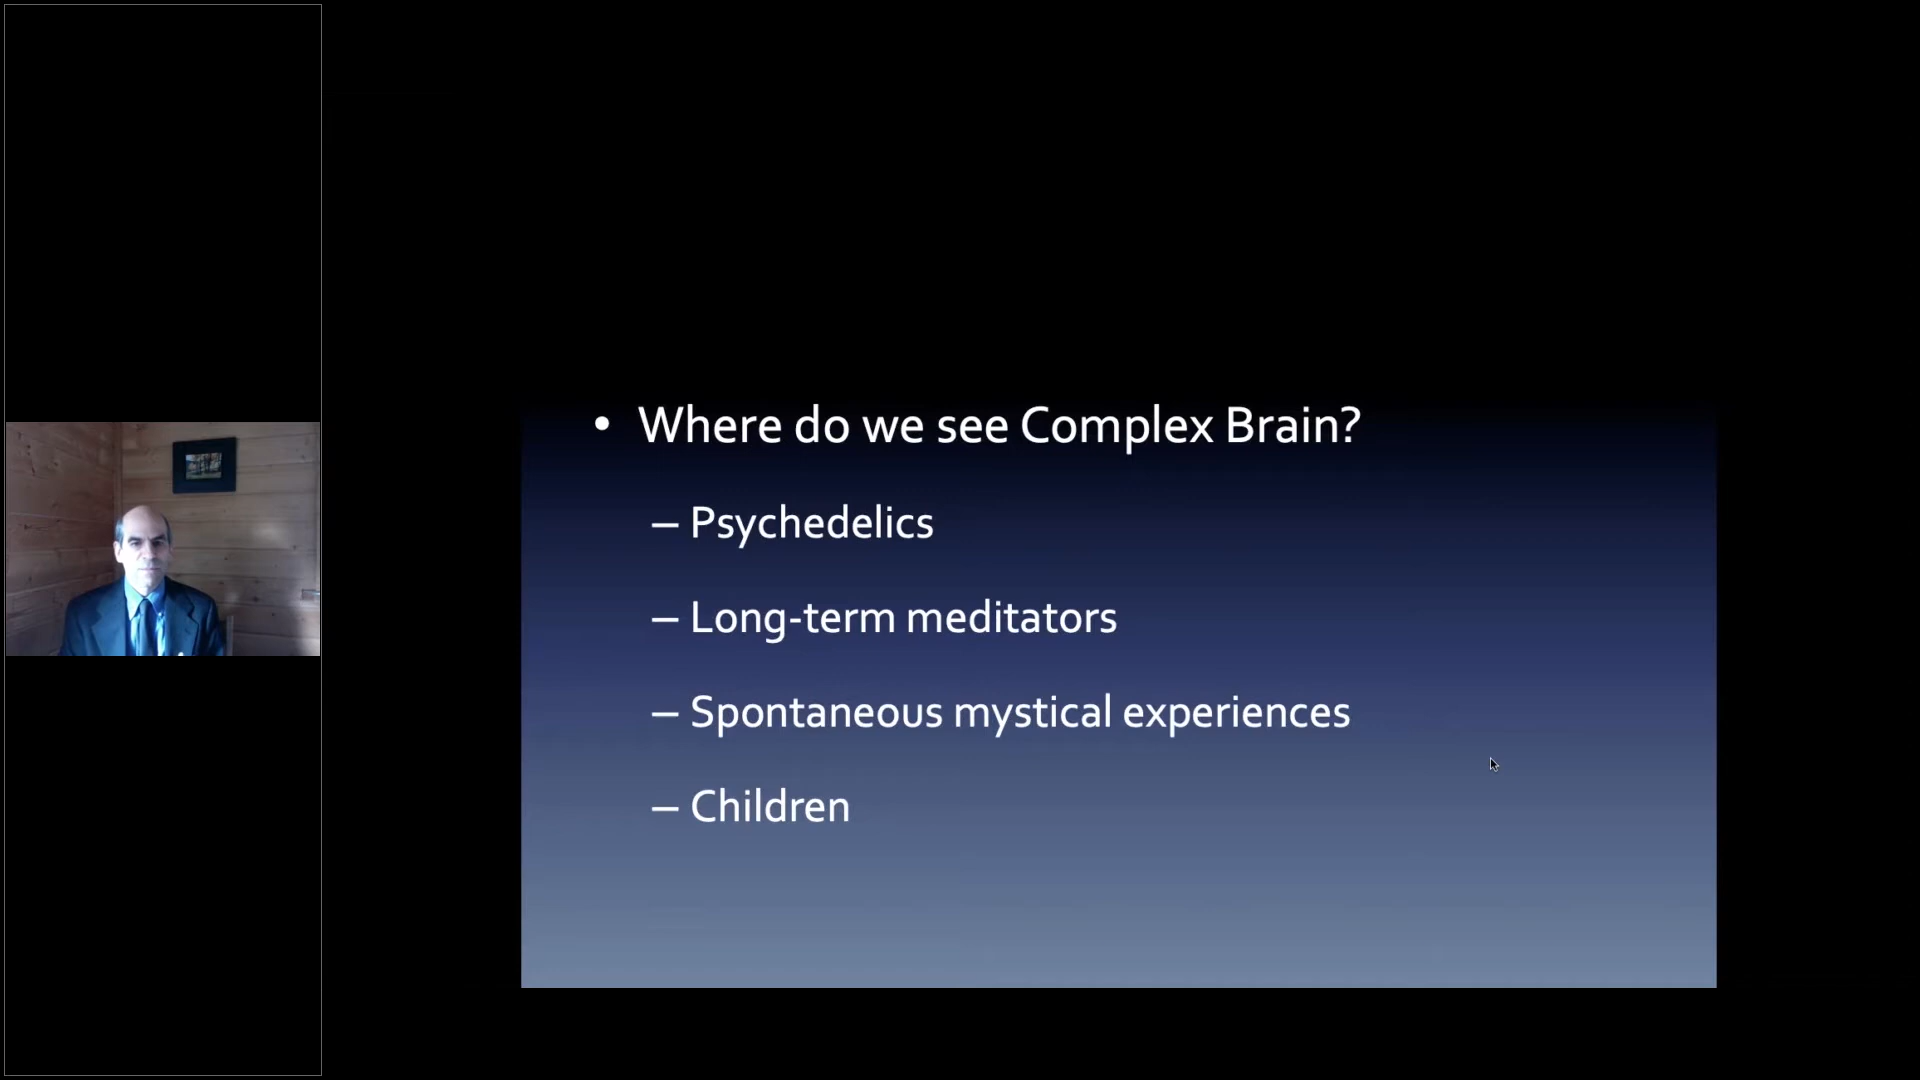 • Where do we see Complex Brain?
– Psychedelics
– Long-term meditators
– Spontaneous mystical experiences
– Children